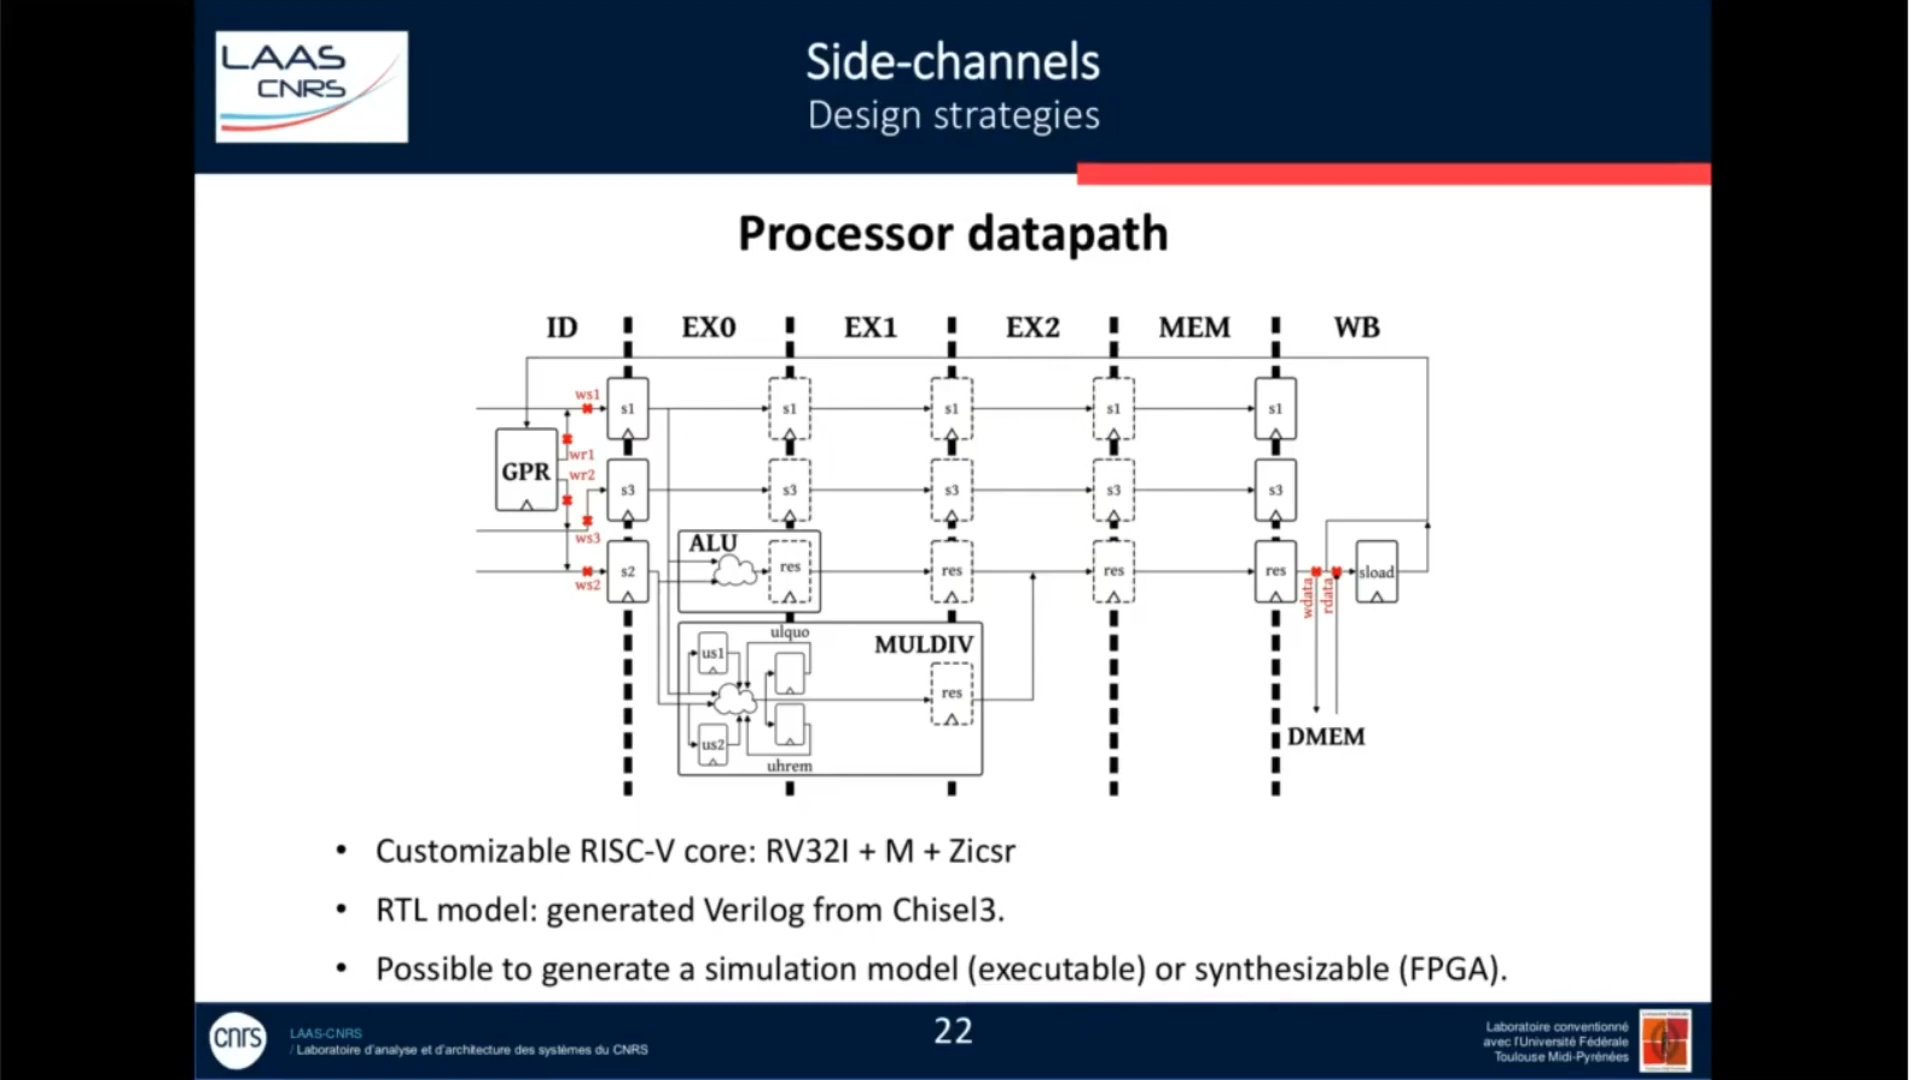 LAAS
CNRS
Side-channels
Design strategies
Processor datapath
ID EX0 EX1 EX2 MEM WB
ws1
s1 s1 s1 s1 s1
wr1
GPR wr2
s3 s3 s3 s3 s3
ws3
ALU
s2 res res res res sload
ws2
wdata
rdata
ulquo
MULDIV
us1
res
us2
DMEM
uhrem
• Customizable RISC-V core: RV32I + M + Zicsr
• RTL model: generated Verilog from Chisel3.
• Possible to generate a simulation model (executable) or synthesizable (FPGA).
cnrs
LAAS-CNRS
/ Laboratoire d'analyse et d'architecture des systèmes du CNRS
22
Laboratoire conventionné
avec l'Université Fédérale
Toulouse Midi-Pyrénées